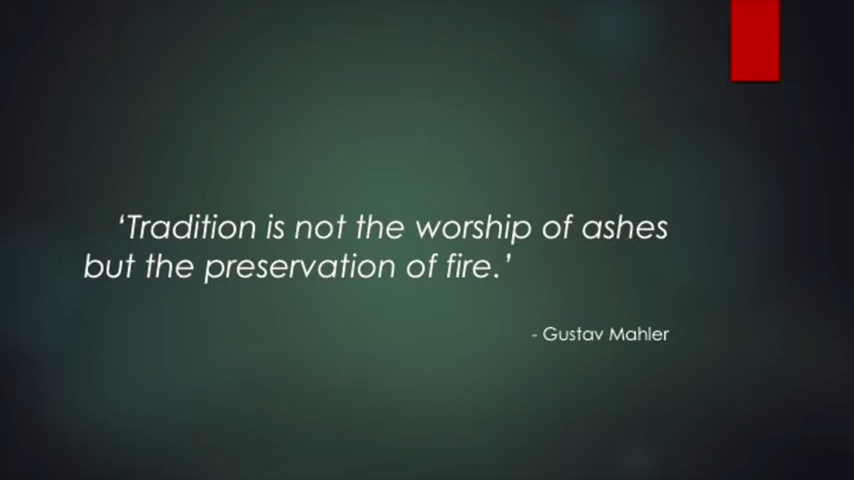 ‘Tradition is not the worship of ashes
but the preservation of fire.’
- Gustav Mahler